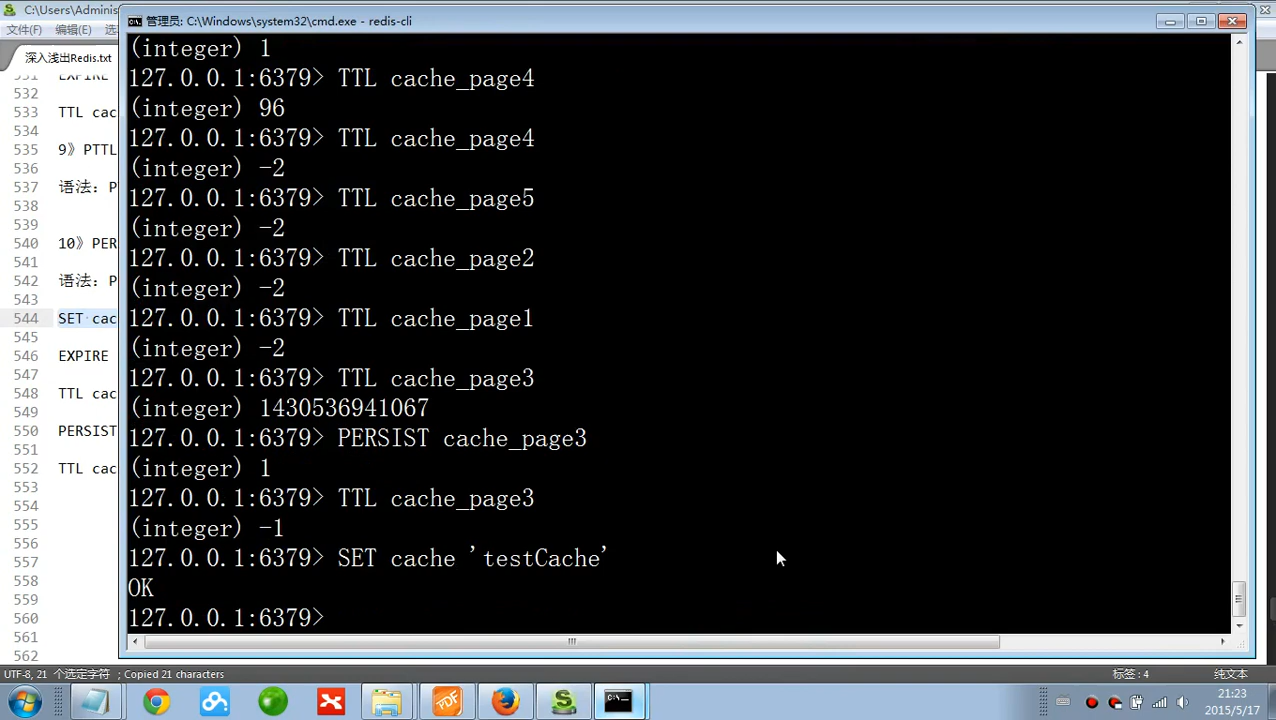 C:\Users\Adminis
管理员: C:\Windows\system32\cmd.exe - redis-cli
文件(F) 编辑(E) 选
深入浅出Redis.txt
531 EXPIRE
532
533 TTL cac
534
535 9》PTTL
536
537 语法: P
538
539
540 10》PER
541
542 语法: P
543
544 SET cac
545
546 EXPIRE
547
548 TTL cac
549
550 PERSIST
551
552 TTL cac
553
554
555
556
557
558
559
560
561
562
(integer) 1
127.0.0.1:6379> TTL cache_page4
(integer) 96
127.0.0.1:6379> TTL cache_page4
(integer) -2
127.0.0.1:6379> TTL cache_page5
(integer) -2
127.0.0.1:6379> TTL cache_page2
(integer) -2
127.0.0.1:6379> TTL cache_page1
(integer) -2
127.0.0.1:6379> TTL cache_page3
(integer) 1430536941067
127.0.0.1:6379> PERSIST cache_page3
(integer) 1
127.0.0.1:6379> TTL cache_page3
(integer) -1
127.0.0.1:6379> SET cache 'testCache'
OK
127.0.0.1:6379>
UTF-8, 21 个选定字符 ; Copied 21 characters
标签: 4
纯文本
PDF
C:\.
21:23
2015/5/17